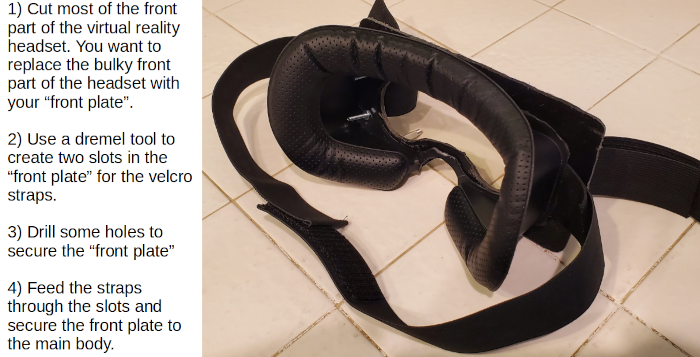 1) Cut most of the front
part of the virtual reality
headset. You want to
replace the bulky front
part of the headset with
your “front plate”.
2) Use a dremel tool to
create two slots in the
“front plate” for the velcro
straps.
3) Drill some holes to
secure the “front plate”
4) Feed the straps
through the slots and
secure the front plate to
the main body.